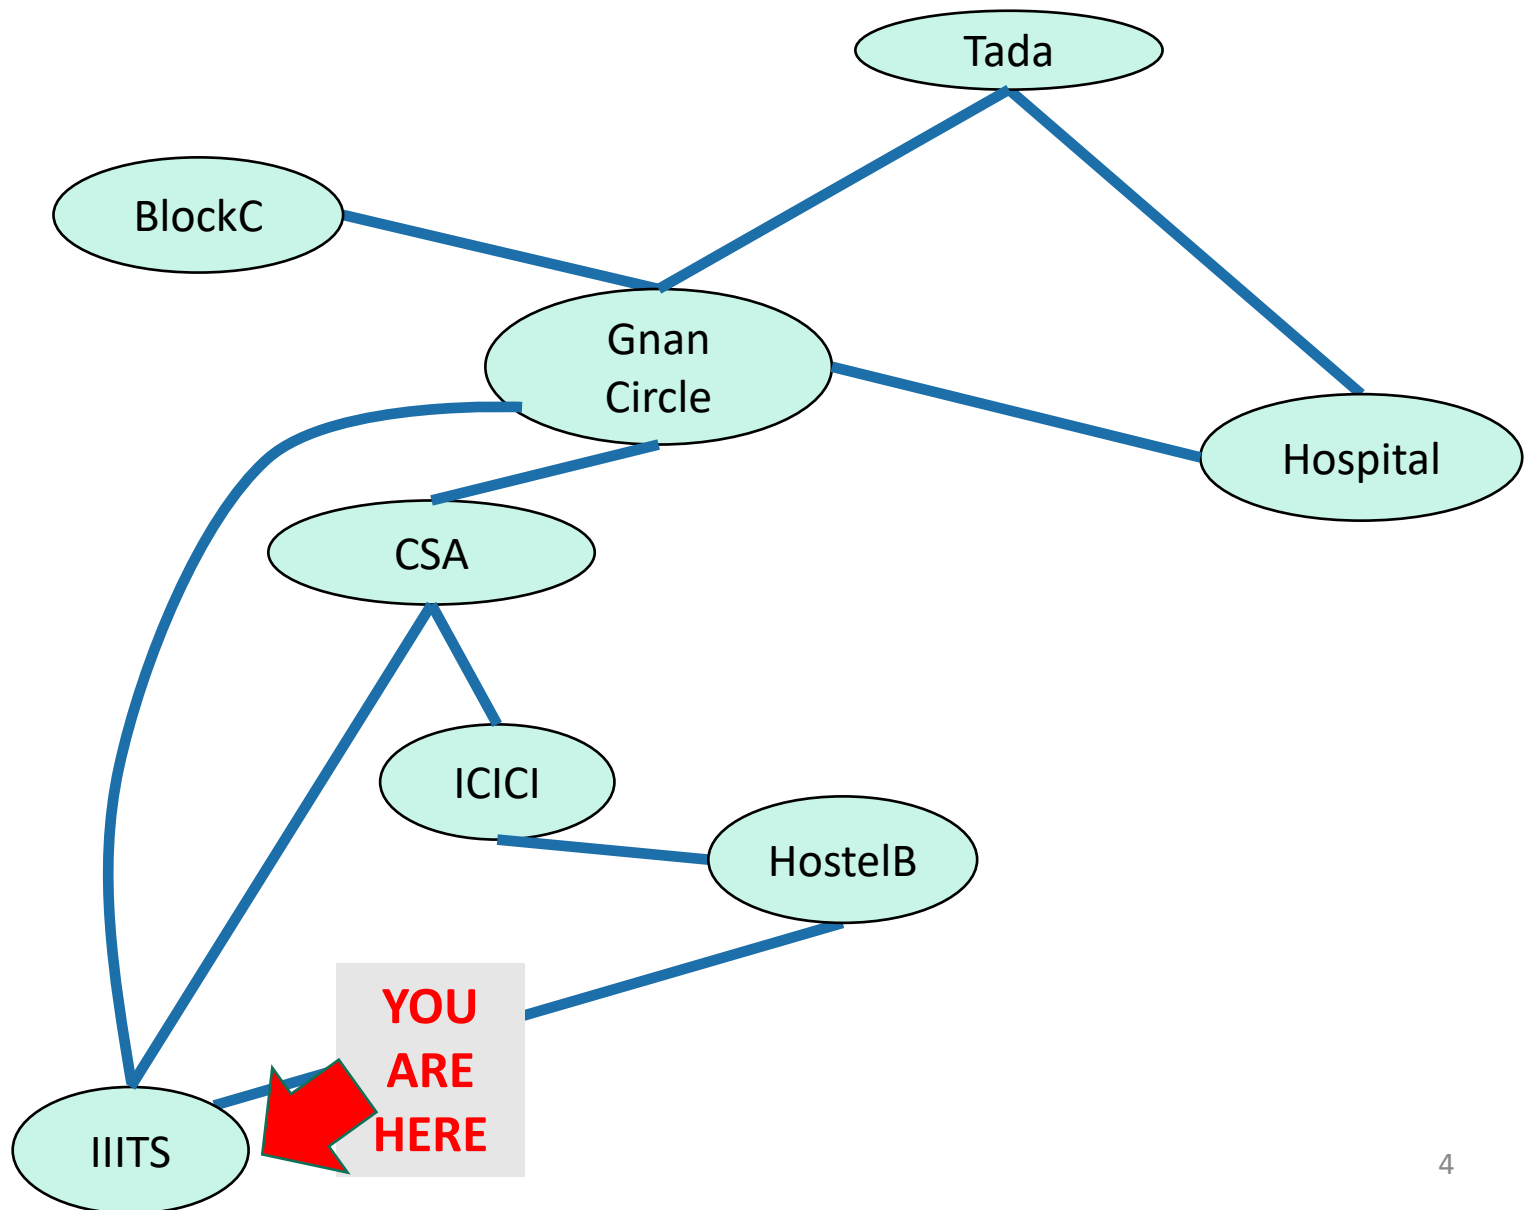 Tada
BlockC
Gnan
Circle
Hospital
CSA
ICICI
HostelB
YOU
ARE
HERE
IIITS
4